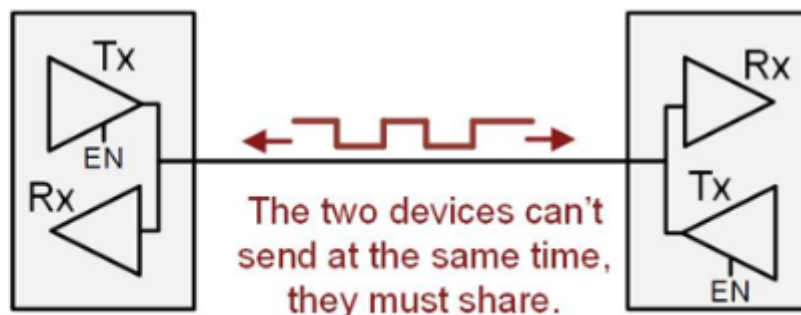 Tx
EN
Rx
Rx
Tx
EN
The two devices can't
send at the same time,
they must share.